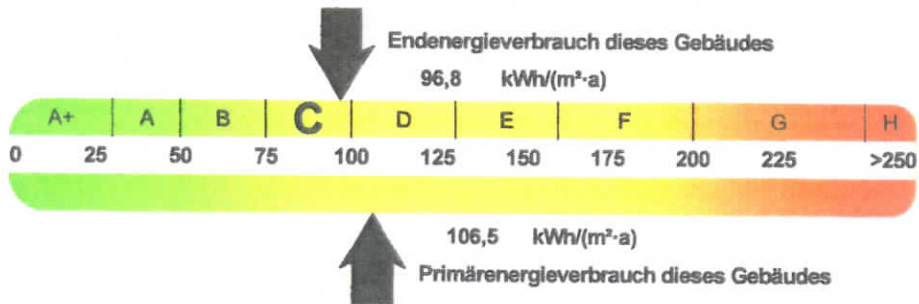 Endenergieverbrauch dieses Gebäudes
96,8 kWh/(m²·a)
A+ A B C D E F G H
0 25 50 75 100 125 150 175 200 225 >250
106,5 kWh/(m²·a)
Primärenergieverbrauch dieses Gebäudes